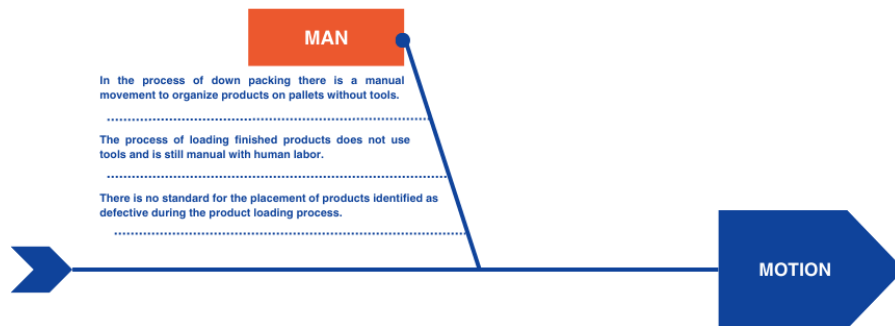 MAN
In the process of down packing there is a manual
movement to organize products on pallets without tools.
The process of loading finished products does not use
tools and is still manual with human labor.
There is no standard for the placement of products identified as
defective during the product loading process.
MOTION